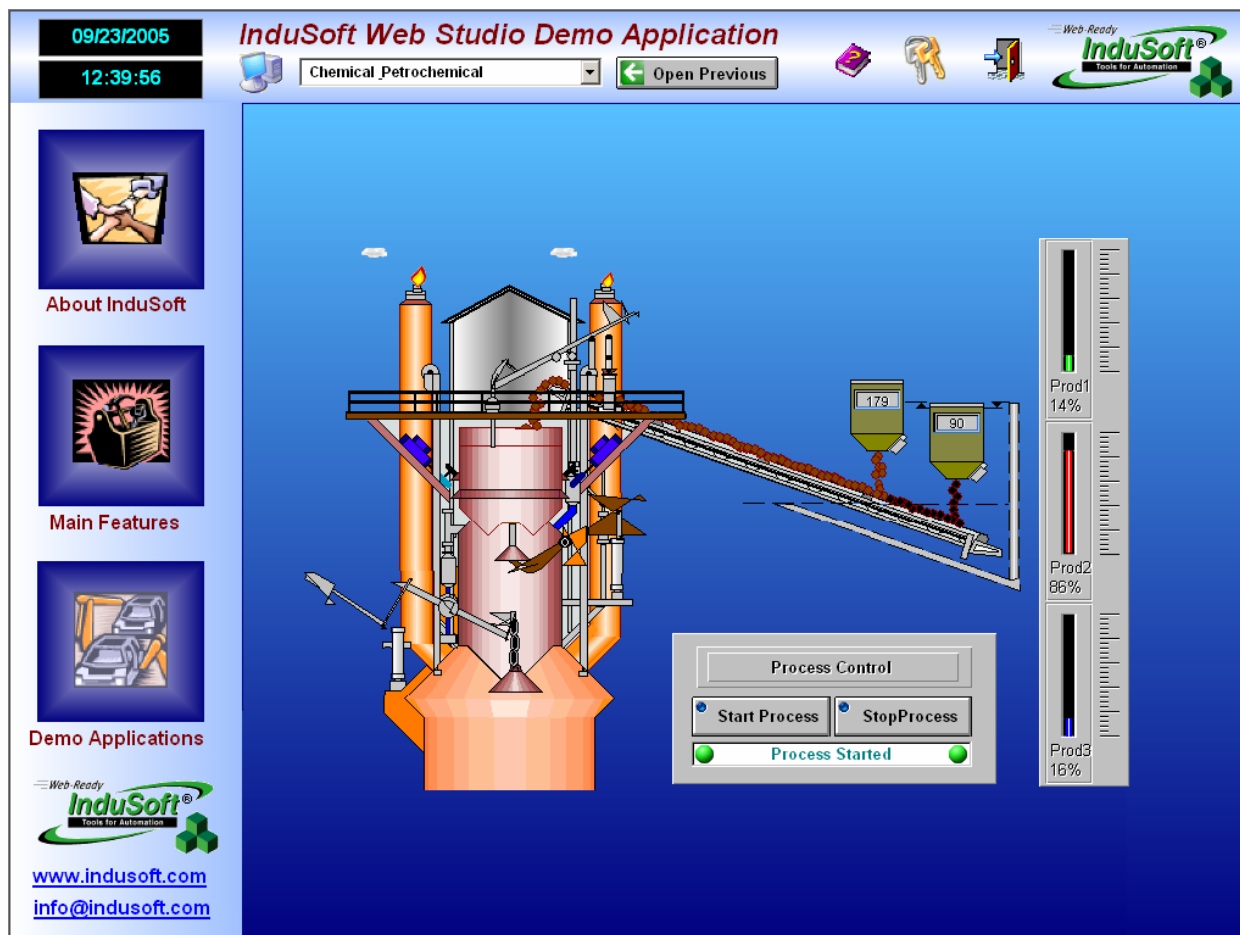 09/23/2005
12:39:56
InduSoft Web Studio Demo Application
Chemical_Petrochemical
Open Previous
Web-Ready
InduSoft®
Tools for Automation
About InduSoft
Main Features
Demo Applications
Web-Ready
InduSoft®
Tools for Automation
www.indusoft.com
info@indusoft.com
179
90
Process Control
Start Process
StopProcess
Process Started
Prod1
14%
Prod2
86%
Prod3
16%